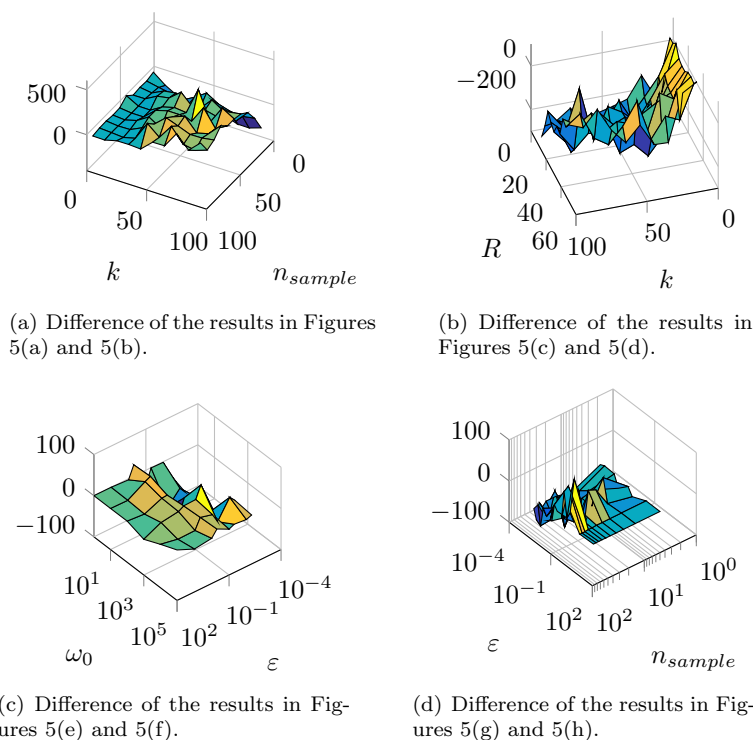 500
0
0
50
100
100
50
0
k
n_{sample}
(a) Difference of the results in Figures
5(a) and 5(b).
0
−200
0
20
40
60
100
50
0
R
k
(b) Difference of the results in
Figures 5(c) and 5(d).
100
0
−100
10^1
10^3
10^5
10^2
10^{-1}
10^{-4}
ω_0
ε
(c) Difference of the results in Fig-
ures 5(e) and 5(f).
100
0
−100
10^{-4}
10^{-1}
10^2
10^2
10^1
10^0
ε
n_{sample}
(d) Difference of the results in Fig-
ures 5(g) and 5(h).